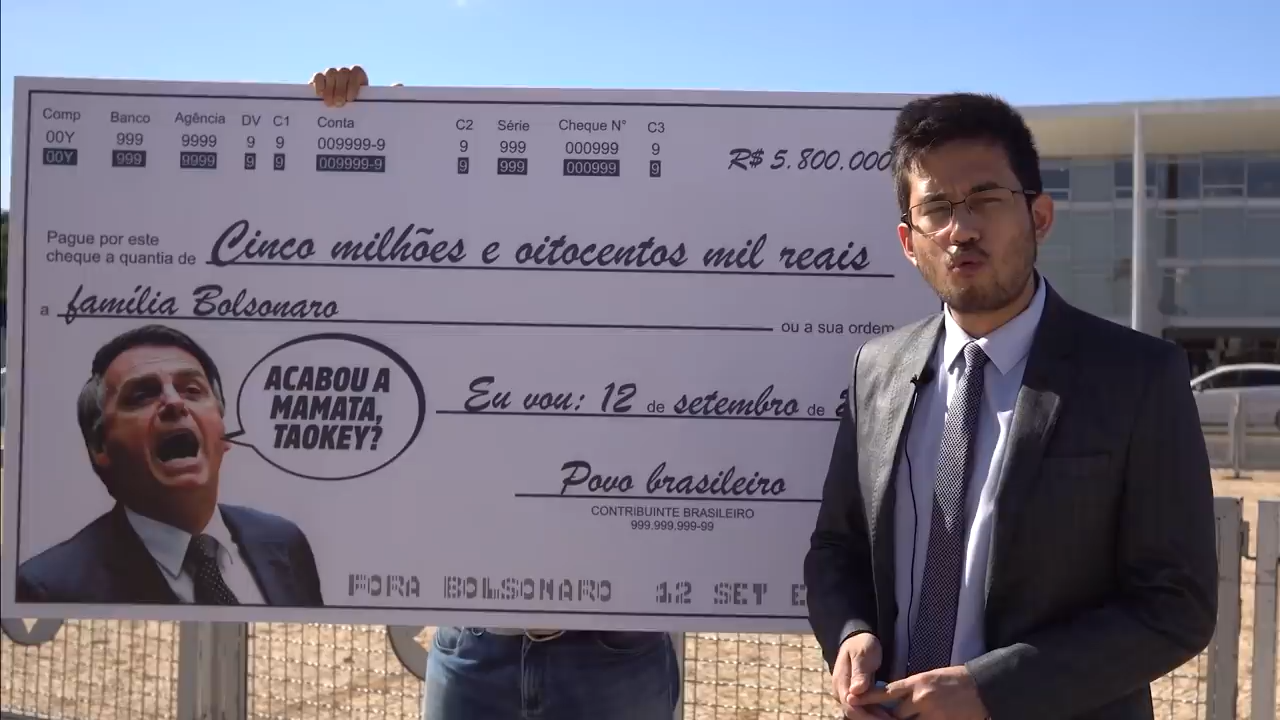 Comp Banco Agência DV C1 Conta C2 Série Cheque N° C3
00Y 999 9999 9 9 009999-9 9 999 000999 9
00Y 999 9999 9 9 009999-9 9 999 000999 9
R$ 5.800.000
Pague por este
cheque a quantia de Cinco milhões e oitocentos mil reais
a família Bolsonaro ou a sua ordem
ACABOU A
MAMATA,
TAOKEY?
Eu vou: 12 de setembro de
Povo brasileiro
CONTRIBUINTE BRASILEIRO
999.999.999-99
FORA BOLSONARO 12 SET